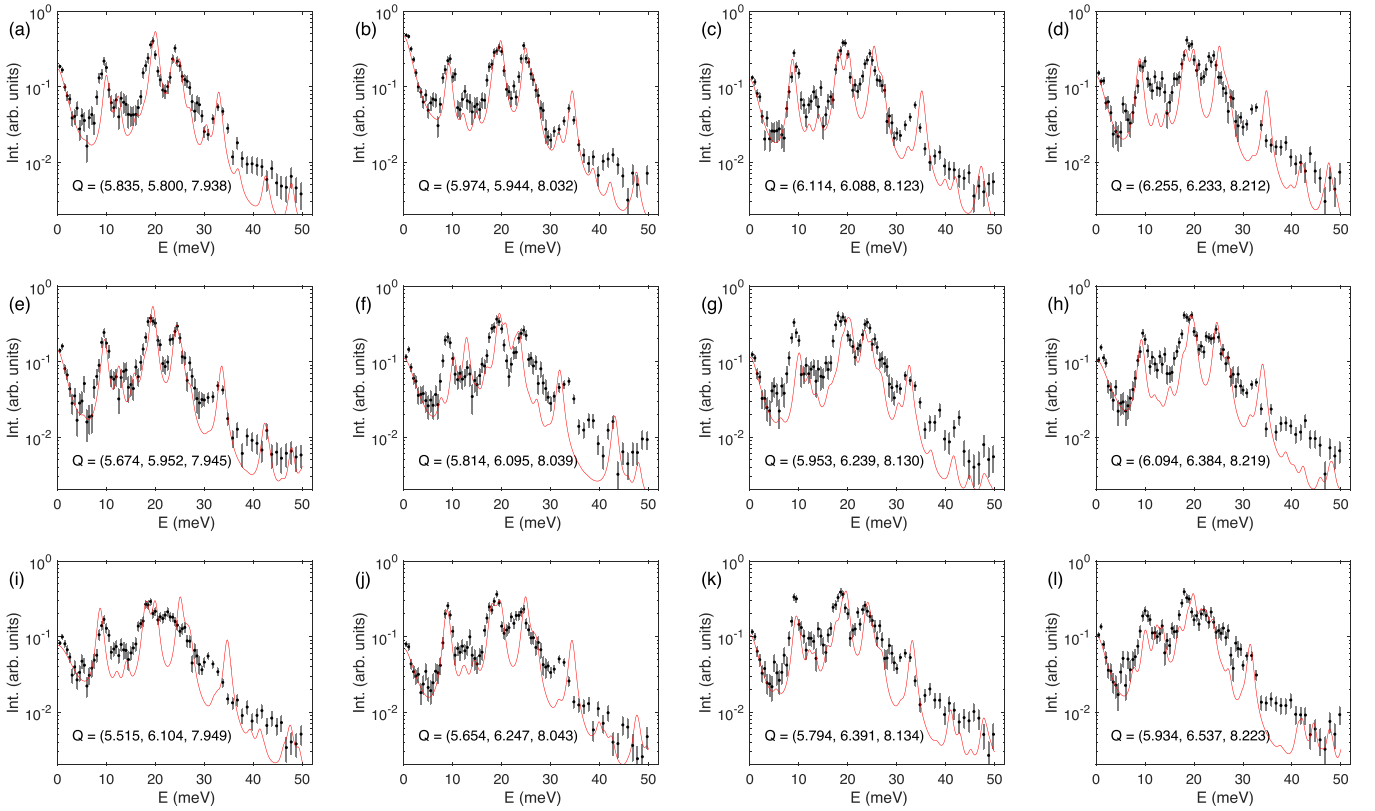 (a)
10^0
10^-1
10^-2
Int. (arb. units)
Q = (5.835, 5.800, 7.938)
0 10 20 30 40 50
E (meV)
(b)
10^0
10^-1
10^-2
Int. (arb. units)
Q = (5.974, 5.944, 8.032)
0 10 20 30 40 50
E (meV)
(c)
10^0
10^-1
10^-2
Int. (arb. units)
Q = (6.114, 6.088, 8.123)
0 10 20 30 40 50
E (meV)
(d)
10^0
10^-1
10^-2
Int. (arb. units)
Q = (6.255, 6.233, 8.212)
0 10 20 30 40 50
E (meV)
(e)
10^0
10^-1
10^-2
Int. (arb. units)
Q = (5.674, 5.952, 7.945)
0 10 20 30 40 50
E (meV)
(f)
10^0
10^-1
10^-2
Int. (arb. units)
Q = (5.814, 6.095, 8.039)
0 10 20 30 40 50
E (meV)
(g)
10^0
10^-1
10^-2
Int. (arb. units)
Q = (5.953, 6.239, 8.130)
0 10 20 30 40 50
E (meV)
(h)
10^0
10^-1
10^-2
Int. (arb. units)
Q = (6.094, 6.384, 8.219)
0 10 20 30 40 50
E (meV)
(i)
10^0
10^-1
10^-2
Int. (arb. units)
Q = (5.515, 6.104, 7.949)
0 10 20 30 40 50
E (meV)
(j)
10^0
10^-1
10^-2
Int. (arb. units)
Q = (5.654, 6.247, 8.043)
0 10 20 30 40 50
E (meV)
(k)
10^0
10^-1
10^-2
Int. (arb. units)
Q = (5.794, 6.391, 8.134)
0 10 20 30 40 50
E (meV)
(l)
10^0
10^-1
10^-2
Int. (arb. units)
Q = (5.934, 6.537, 8.223)
0 10 20 30 40 50
E (meV)